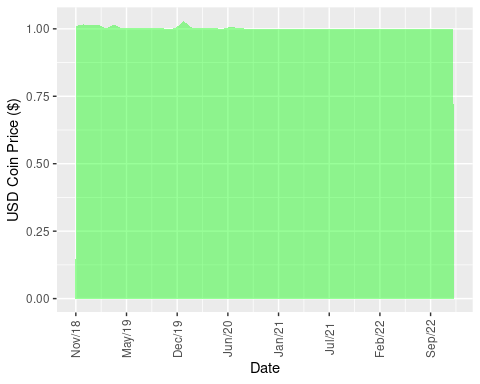 USD Coin Price ($)
1.00
0.75
0.50
0.25
0.00
Nov/18
May/19
Dec/19
Jun/20
Jan/21
Jul/21
Feb/22
Sep/22
Date